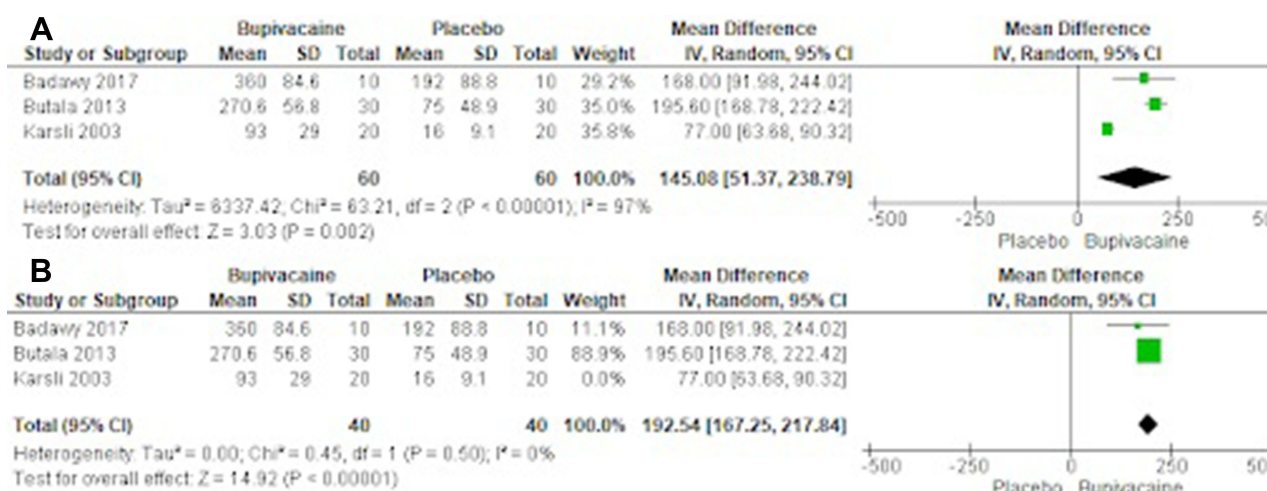 A
Bupivacaine Placebo Mean Difference Mean Difference
Study or Subgroup Mean SD Total Mean SD Total Weight IV, Random, 95% CI IV, Random, 95% CI
Badawy 2017 360 84.6 10 192 88.8 10 29.2% 168.00 [91.98, 244.02]
Butala 2013 270.6 56.8 30 75 48.9 30 35.0% 195.60 [168.78, 222.42]
Karsli 2003 93 29 20 16 9.1 20 35.8% 77.00 [63.68, 90.32]
Total (95% CI) 60 60 100.0% 145.08 [51.37, 238.79]
Heterogeneity: Tau² = 6337.42; Chi² = 63.21, df = 2 (P < 0.00001); I² = 97%
Test for overall effect: Z = 3.03 (P = 0.002)
-500 -250 0 250 50
Placebo Bupivacaine
B
Bupivacaine Placebo Mean Difference Mean Difference
Study or Subgroup Mean SD Total Mean SD Total Weight IV, Random, 95% CI IV, Random, 95% CI
Badawy 2017 360 84.6 10 192 88.8 10 11.1% 168.00 [91.98, 244.02]
Butala 2013 270.6 56.8 30 75 48.9 30 88.9% 195.60 [168.78, 222.42]
Karsli 2003 93 29 20 16 9.1 20 0.0% 77.00 [63.68, 90.32]
Total (95% CI) 40 40 100.0% 192.54 [167.25, 217.84]
Heterogeneity: Tau² = 0.00; Chi² = 0.45, df = 1 (P = 0.50); I² = 0%
Test for overall effect: Z = 14.92 (P < 0.00001)
-500 -250 0 250 50
Placebo Bupivacaine